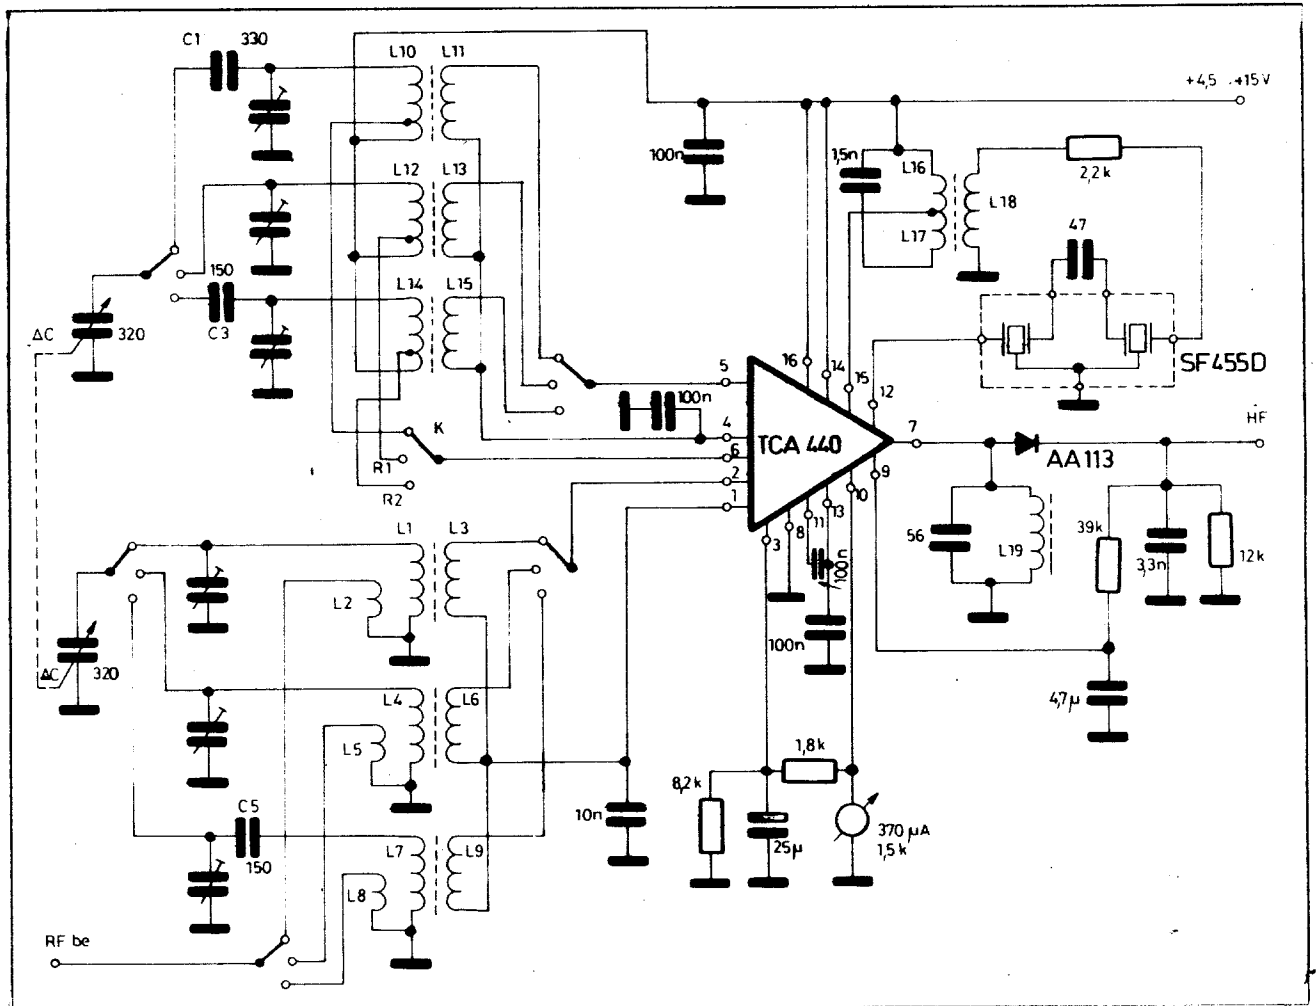 C1 330
L10 L11
+4,5 ..+15V
100n
1,5n
L16
L18
2,2k
L12 L13
L17
47
150
L14 L15
ΔC
320
C3
SF455D
5
16
14
15
12
100n
4
TCA 440
7
HF
K
6
AA113
R1
2
9
R2
1
10
11
13
8
3
L1 L3
56
L19
39k
3,3n
12k
100n
L2
100n
ΔC
320
L4 L6
4,7μ
L5
1,8k
8,2k
C5
10n
370 μA
1,5k
25μ
150
L7 L9
L8
RF be